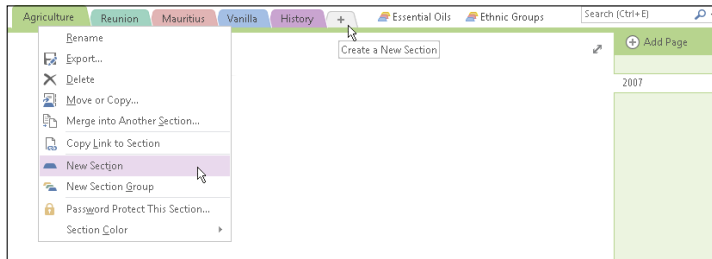 Agriculture Reunion Mauritius Vanilla History + Essential Oils Ethnic Groups Search (Ctrl+E)
Create a New Section
Add Page
2007
Rename
Export...
Delete
Move or Copy...
Merge into Another Section...
Copy Link to Section
New Section
New Section Group
Password Protect This Section...
Section Color